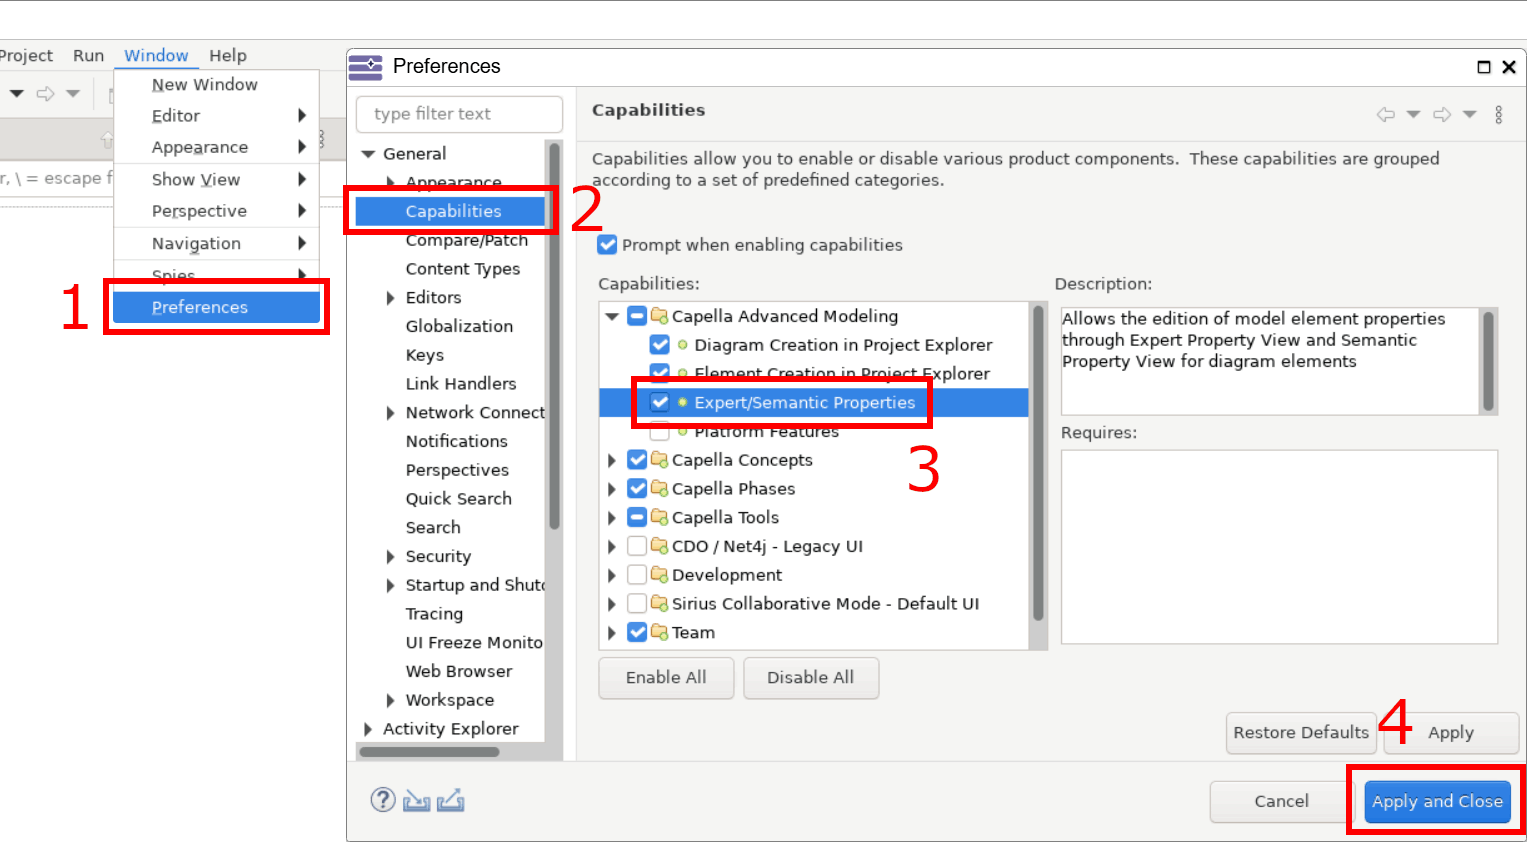 Project Run Window Help
r, \ = escape f
New Window
Editor
Appearance
Show View
Perspective
Navigation
Spies
Preferences
1
Preferences
type filter text
General
Appearance
Capabilities
2
Compare/Patch
Content Types
Editors
Globalization
Keys
Link Handlers
Network Connect
Notifications
Perspectives
Quick Search
Search
Security
Startup and Shut
Tracing
UI Freeze Monito
Web Browser
Workspace
Activity Explorer
Capabilities
Capabilities allow you to enable or disable various product components. These capabilities are grouped
according to a set of predefined categories.
Prompt when enabling capabilities
Capabilities:
Capella Advanced Modeling
Diagram Creation in Project Explorer
Element Creation in Project Explorer
Expert/Semantic Properties
Platform Features
3
Capella Concepts
Capella Phases
Capella Tools
CDO / Net4j - Legacy UI
Development
Sirius Collaborative Mode - Default UI
Team
Enable All Disable All
Description:
Allows the edition of model element properties
through Expert Property View and Semantic
Property View for diagram elements
Requires:
Restore Defaults Apply
4
Cancel Apply and Close